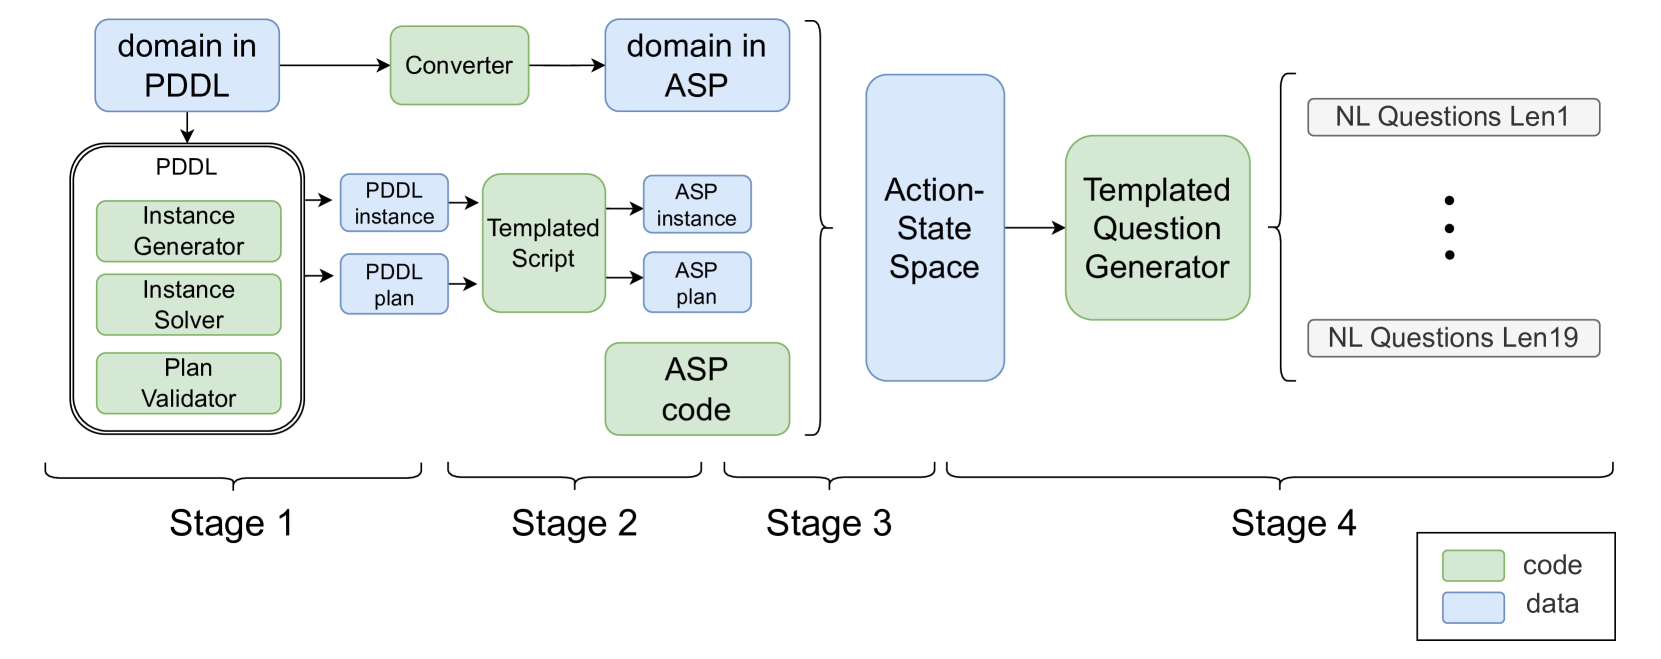 domain in
PDDL
Converter
domain in
ASP
PDDL
Instance
Generator
Instance
Solver
Plan
Validator
PDDL
instance
PDDL
plan
Templated
Script
ASP
instance
ASP
plan
ASP
code
Action-
State
Space
Templated
Question
Generator
NL Questions Len1
NL Questions Len19
Stage 1
Stage 2
Stage 3
Stage 4
code
data